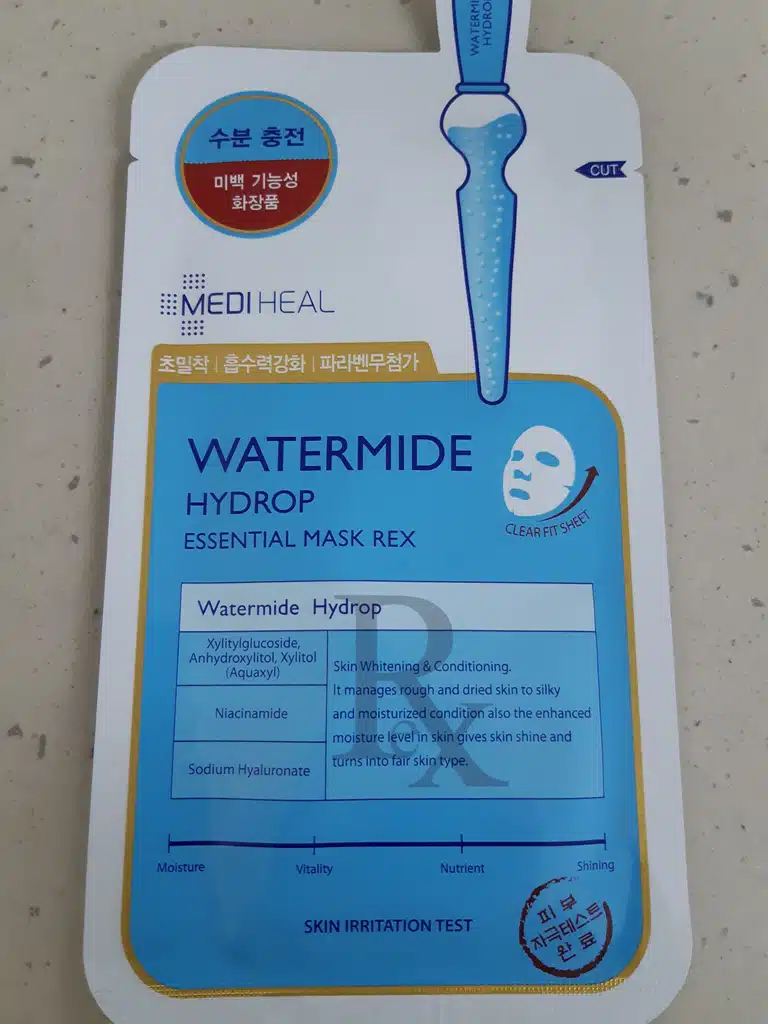 WATERMI
HYDRO
수분 충전
미백 기능성
화장품
CUT
MEDIHEAL
초밀착 | 흡수력강화 | 파라벤무첨가
WATERMIDE
HYDROP
ESSENTIAL MASK REX
CLEAR FIT SHEET
Watermide Hydrop
Xylitylglucoside,
Anhydroxylitol, Xylitol
(Aquaxyl)
Niacinamide
Sodium Hyaluronate
Rex
Skin Whitening & Conditioning.
It manages rough and dried skin to silky
and moisturized condition also the enhanced
moisture level in skin gives skin shine and
turns into fair skin type.
Moisture Vitality Nutrient Shining
SKIN IRRITATION TEST
피부
자극테스트
완료